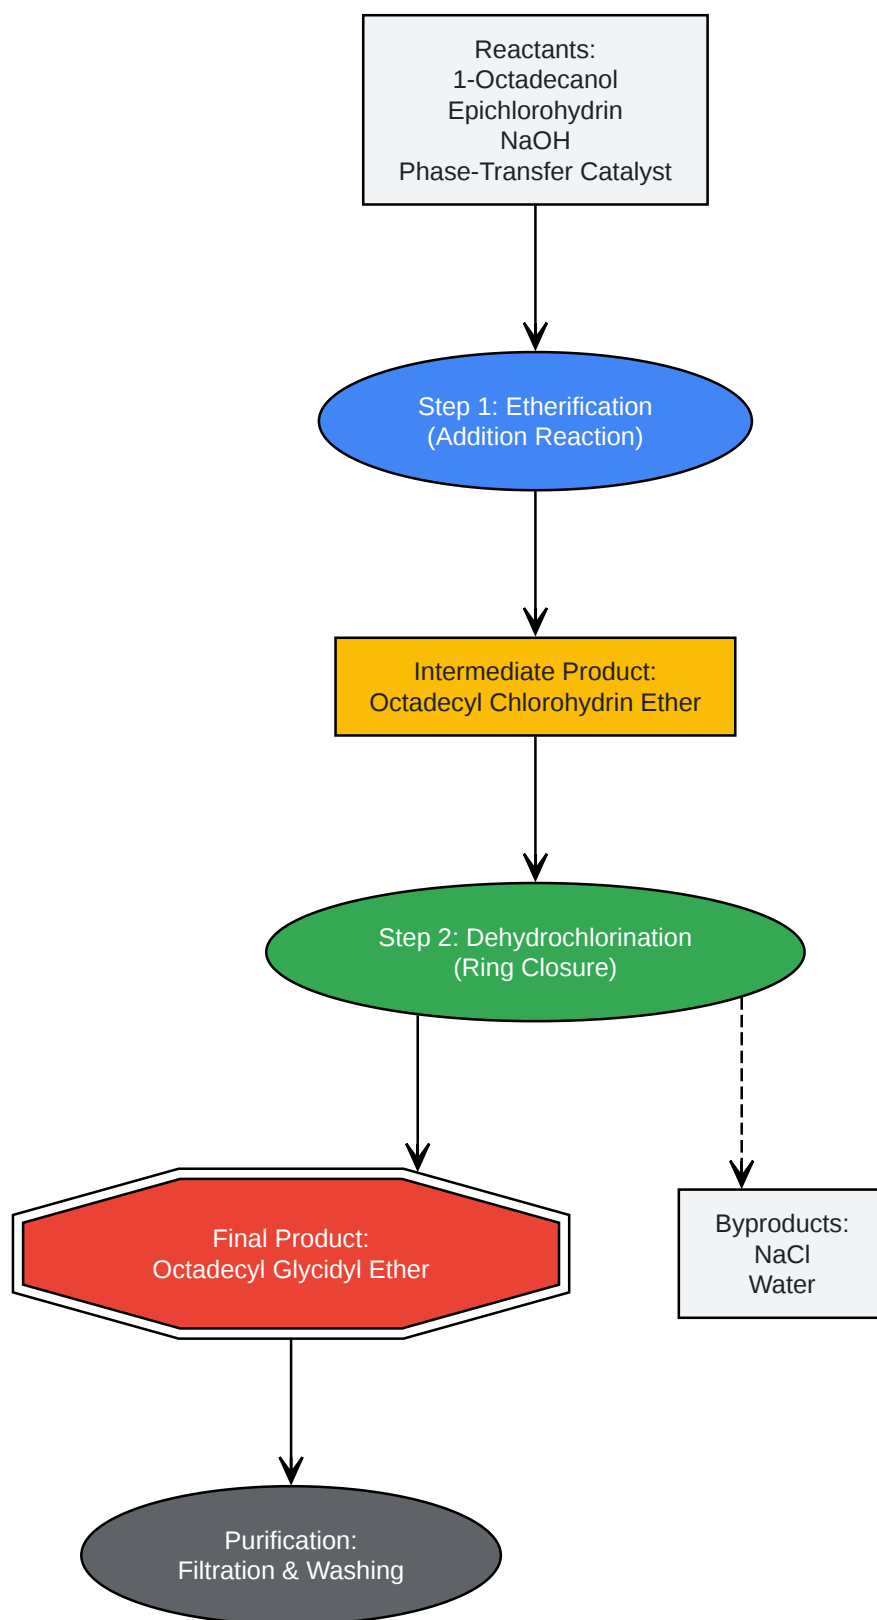 Reactants:
1-Octadecanol
Epichlorohydrin
NaOH
Phase-Transfer Catalyst
Step 1: Etherification
(Addition Reaction)
Intermediate Product:
Octadecyl Chlorohydrin Ether
Step 2: Dehydrochlorination
(Ring Closure)
Final Product:
Octadecyl Glycidyl Ether
Byproducts:
NaCl
Water
Purification:
Filtration & Washing